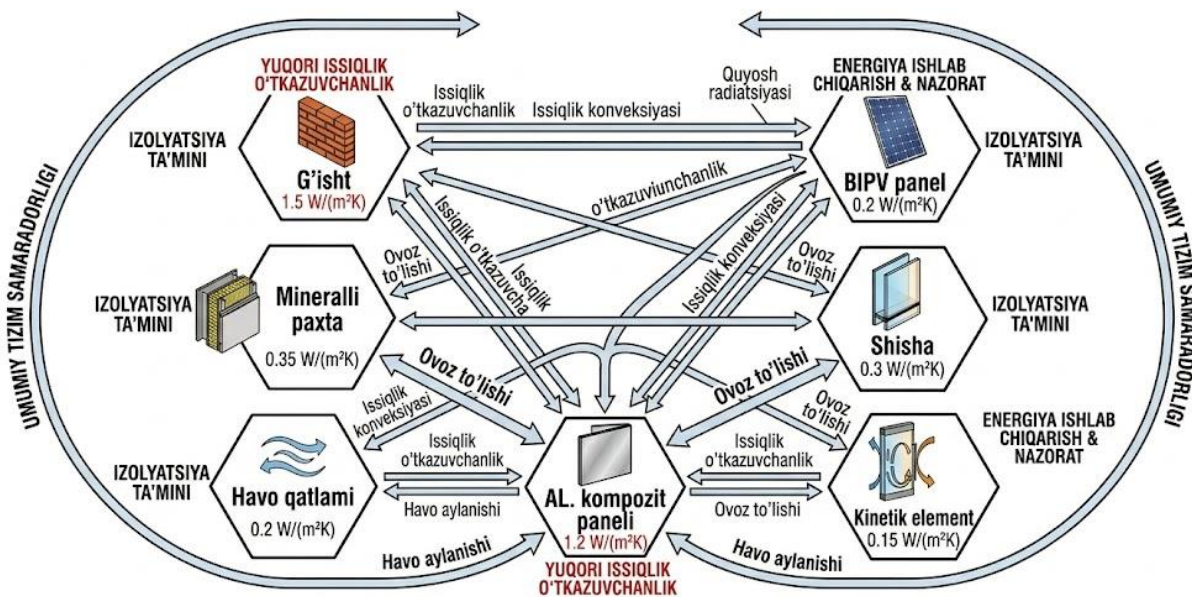 YUQORI ISSIQLIK
O‘TKAZUVCHANLIK
IZOLYATSIYA
TA’MINI
G‘isht
1.5 W/(m²K)
Issiqlik
o‘tkazuvchanlik
Issiqlik konveksiyasi
Quyosh
radiatsiyasi
ENERGIYA ISHLAB
CHIQARISH & NAZORAT
BIPV panel
0.2 W/(m²K)
IZOLYATSIYA
TA’MINI
UMUMIY TIZIM SAMARADORLIGI
UMUMIY TIZIM SAMARADORLIGI
o’tkazuviunchanlik
Issiqlik o’tkazuvcha
Issiqlik
Issiqlik konveksiyasi
Ovoz
to’lishi
Ovoz
to’lishi
IZOLYATSIYA
TA’MINI
Mineralli
paxta
0.35 W/(m²K)
Shisha
0.3 W/(m²K)
IZOLYATSIYA
TA’MINI
Ovoz to’lishi
Ovoz to’lishi
Issiqlik
konveksiyasi
Ovoz
to’lishi
IZOLYATSIYA
TA’MINI
Havo qatlami
0.2 W/(m²K)
Issiqlik
o’tkazuvchanlik
Havo aylanishi
AL. kompozit
paneli
1.2 W/(m²K)
YUQORI ISSIQLIK
O‘TKAZUVCHANLIK
Issiqlik
o’tkazuvchanlik
Ovoz to’lishi
Kinetik element
0.15 W/(m²K)
ENERGIYA ISHLAB
CHIQARISH &
NAZORAT
Havo aylanishi
Havo aylanishi